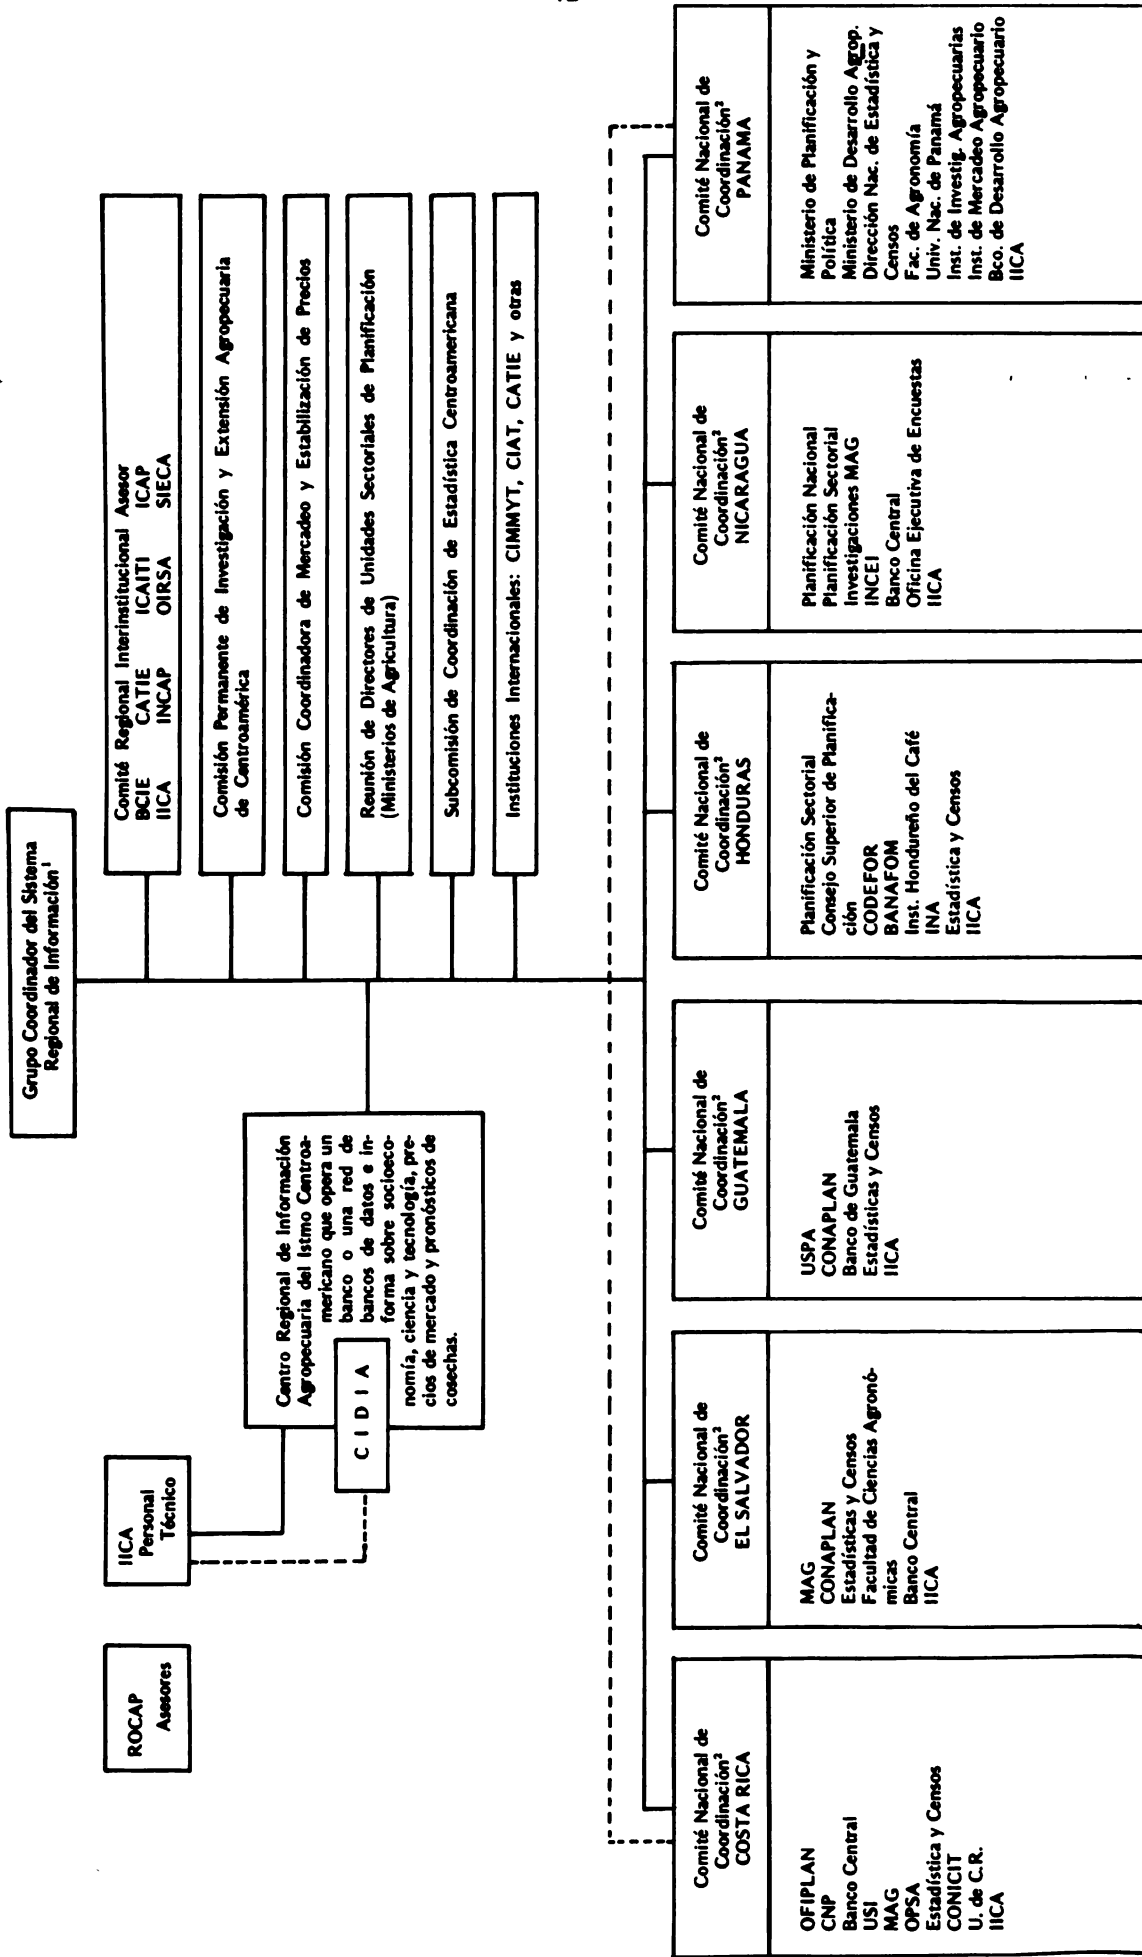 Grupo Coordinador del Sistema
Regional de Información¹
ROCAP
Asesores
IICA
Personal
Técnico
Centro Regional de Información
Agropecuaria del Istmo Centroa-
mericano que opera un
banco o una red de
bancos de datos e in-
forma sobre socioeco-
nomía, ciencia y tecnología, pre-
cios de mercado y pronósticos de
cosechas.
C I D I A
Comité Regional Interinstitucional Asesor
BCIE CATIE ICAITI ICAP
IICA INCAP OIRSA SIECA
Comisión Permanente de Investigación y Extensión Agropecuaria
de Centroamérica
Comisión Coordinadora de Mercadeo y Estabilización de Precios
Reunión de Directores de Unidades Sectoriales de Planificación
(Ministerios de Agricultura)
Subcomisión de Coordinación de Estadística Centroamericana
Instituciones Internacionales: CIMMYT, CIAT, CATIE y otras
Comité Nacional de
Coordinación²
COSTA RICA
OFIPLAN
CNP
Banco Central
USI
MAG
OPSA
Estadística y Censos
CONICIT
U. de C.R.
IICA
Comité Nacional de
Coordinación²
EL SALVADOR
MAG
CONAPLAN
Estadísticas y Censos
Facultad de Ciencias Agronó-
micas
Banco Central
IICA
Comité Nacional de
Coordinación²
GUATEMALA
USPA
CONAPLAN
Banco de Guatemala
Estadísticas y Censos
IICA
Comité Nacional de
Coordinación²
HONDURAS
Planificación Sectorial
Consejo Superior de Planifica-
ción
CODEFOR
BANAFOM
Inst. Hondureño del Café
INA
Estadística y Censos
IICA
Comité Nacional de
Coordinación²
NICARAGUA
Planificación Nacional
Planificación Sectorial
Investigaciones MAG
INCEI
Banco Central
Oficina Ejecutiva de Encuestas
IICA
Comité Nacional de
Coordinación²
PANAMA
Ministerio de Planificación y
Política
Ministerio de Desarrollo Agrop.
Dirección Nac. de Estadística y
Censos
Fac. de Agronomía
Univ. Nac. de Panamá
Inst. de Investig. Agropecuarias
Inst. de Mercadeo Agropecuario
Bco. de Desarrollo Agropecuario
IICA